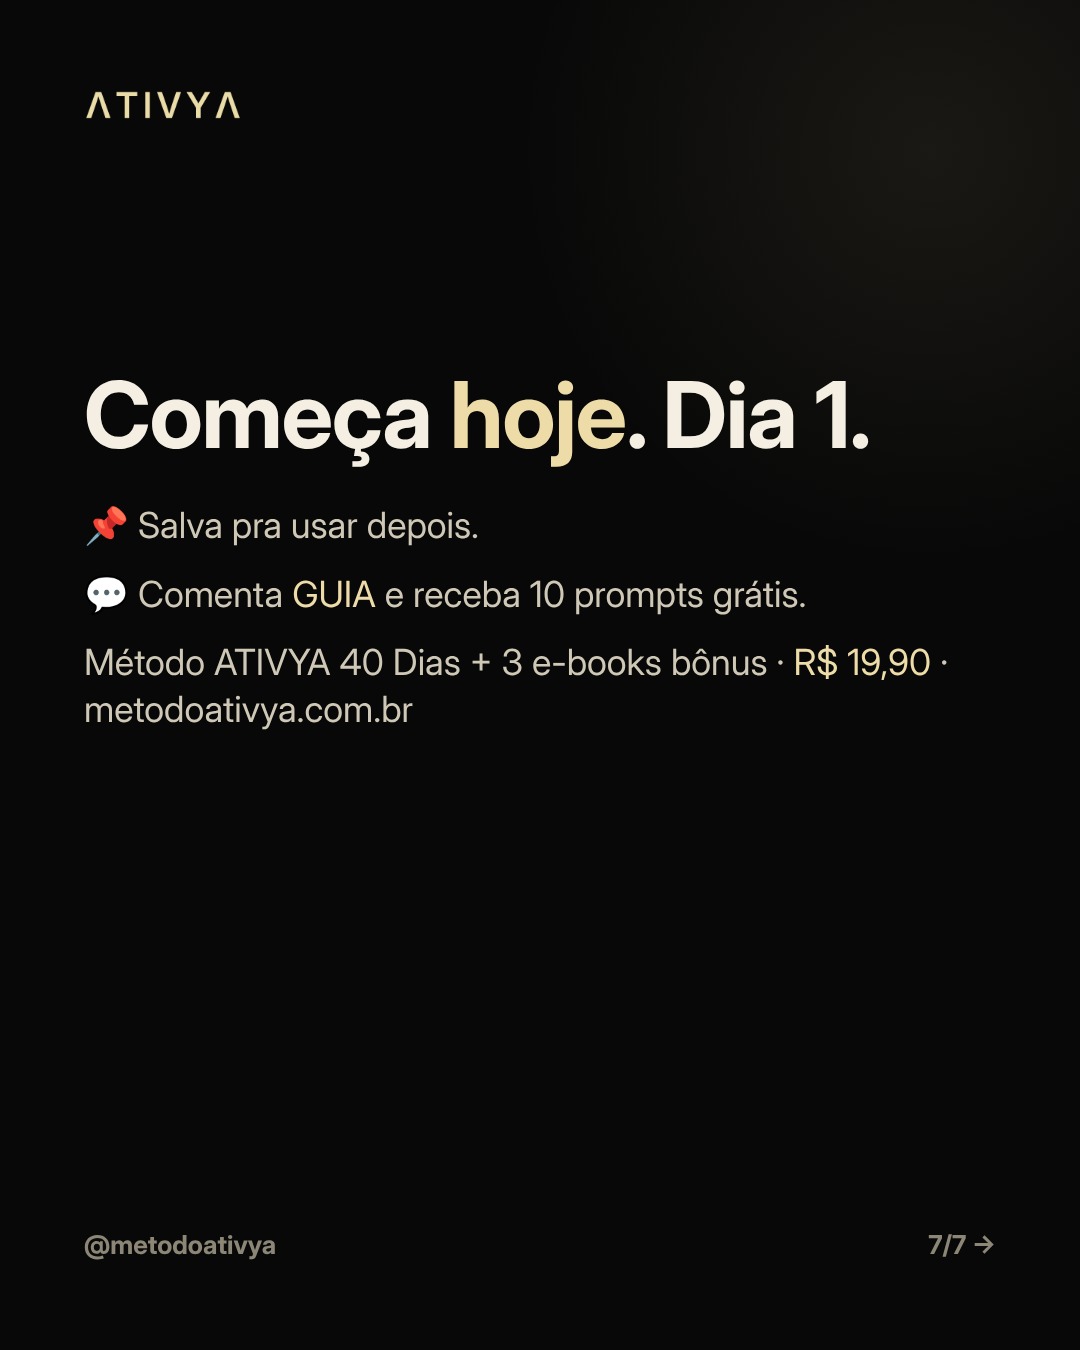 ATIVYA
Começa hoje. Dia 1.
📌 Salva pra usar depois.
💬 Comenta GUIA e receba 10 prompts grátis.
Método ATIVYA 40 Dias + 3 e-books bônus · R$ 19,90 ·
metodoativya.com.br
@metodoativya
7/7 →